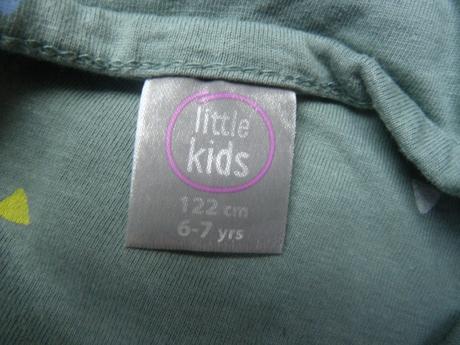 little
kids
122 cm
6-7 yrs